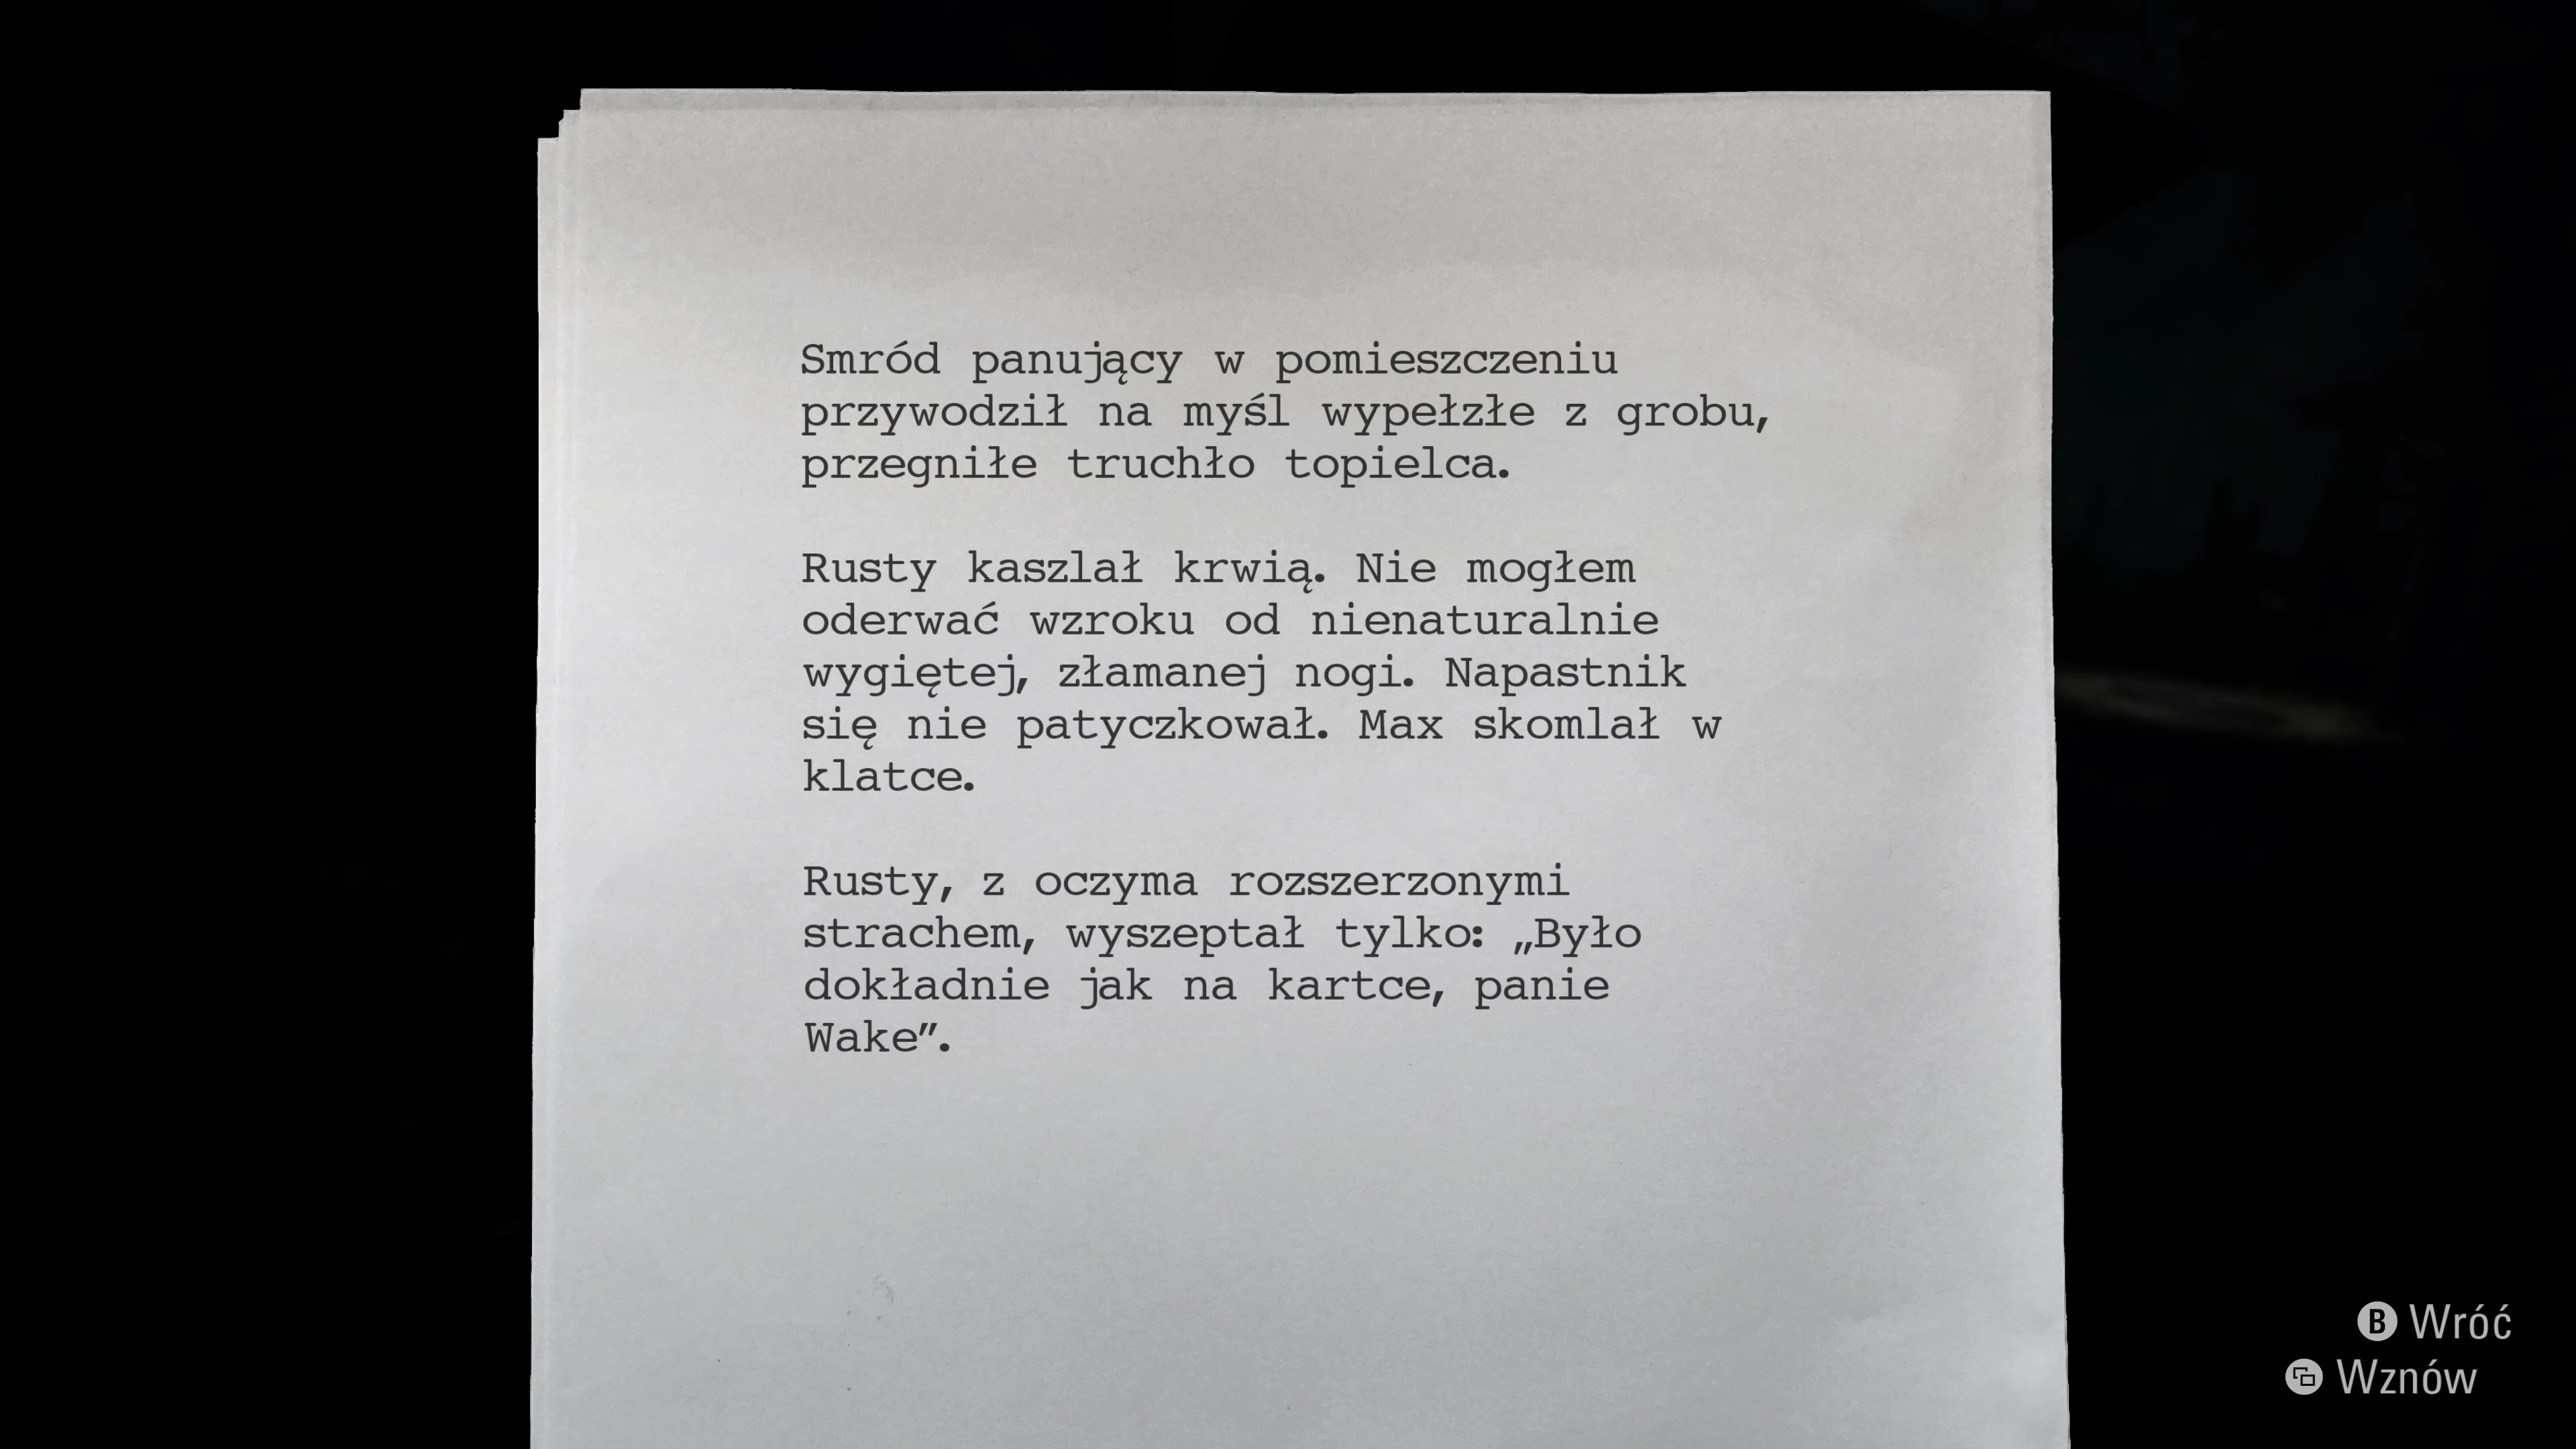 Smród panujący w pomieszczeniu
przywodził na myśl wypełzłe z grobu,
przegniłe truchło topielca.
Rusty kaszlał krwią. Nie mogłem
oderwać wzroku od nienaturalnie
wygiętej, złamanej nogi. Napastnik
się nie patyczkował. Max skomlał w
klatce.
Rusty, z oczyma rozszerzonymi
strachem, wyszeptał tylko: „Było
dokładnie jak na kartce, panie
Wake”.
B Wróć
Wznów